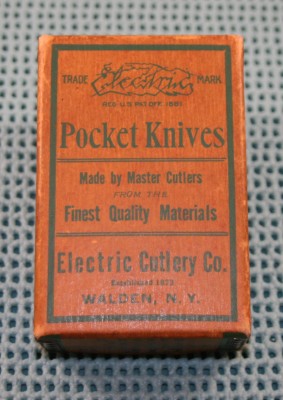 TRADE Electric MARK
REG. U.S. PAT. OFF. 1881
Pocket Knives
Made by Master Cutlers
FROM THE
Finest Quality Materials
Electric Cutlery Co.
Established 1873
WALDEN, N. Y.